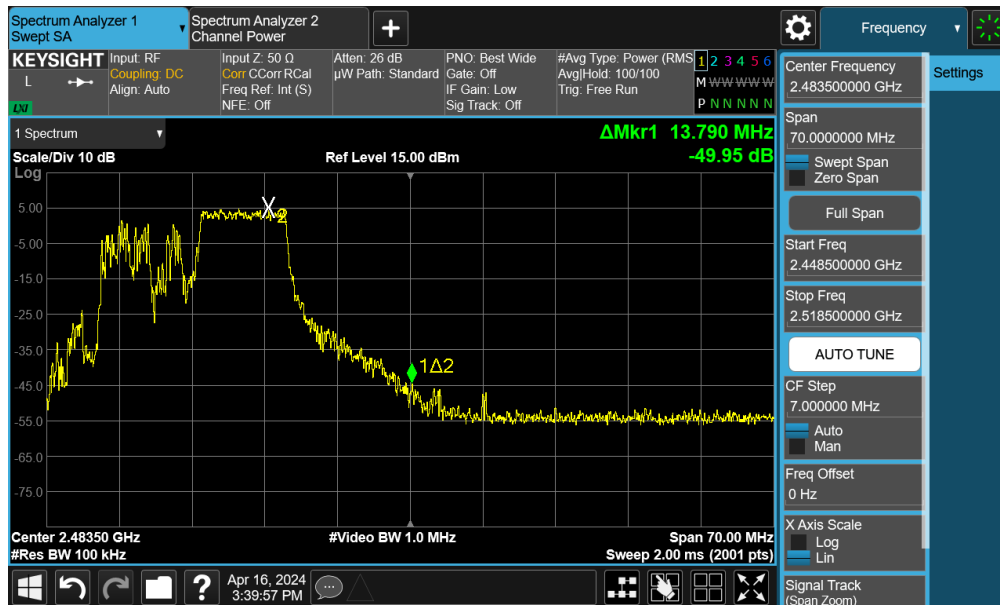 Spectrum Analyzer 1
Swept SA
Spectrum Analyzer 2
Channel Power
Frequency
KEYSIGHT
L
LXI
Input: RF
Coupling: DC
Align: Auto
Input Z: 50 Ω
Corr CCorr RCal
Freq Ref: Int (S)
NFE: Off
Atten: 26 dB
µW Path: Standard
PNO: Best Wide
Gate: Off
IF Gain: Low
Sig Track: Off
#Avg Type: Power (RMS
Avg|Hold: 100/100
Trig: Free Run
1 2 3 4 5 6
M W W W W W
P N N N N N
1 Spectrum
ΔMkr1 13.790 MHz
-49.95 dB
Scale/Div 10 dB
Ref Level 15.00 dBm
Log
5.00
-5.00
-15.0
-25.0
-35.0
-45.0
-55.0
-65.0
-75.0
X2
1Δ2
Center 2.48350 GHz
#Video BW 1.0 MHz
Span 70.00 MHz
#Res BW 100 kHz
Sweep 2.00 ms (2001 pts)
Center Frequency
2.483500000 GHz
Settings
Span
70.0000000 MHz
Swept Span
Zero Span
Full Span
Start Freq
2.448500000 GHz
Stop Freq
2.518500000 GHz
AUTO TUNE
CF Step
7.000000 MHz
Auto
Man
Freq Offset
0 Hz
X Axis Scale
Log
Lin
Signal Track
(Span Zoom)
?
Apr 16, 2024
3:39:57 PM